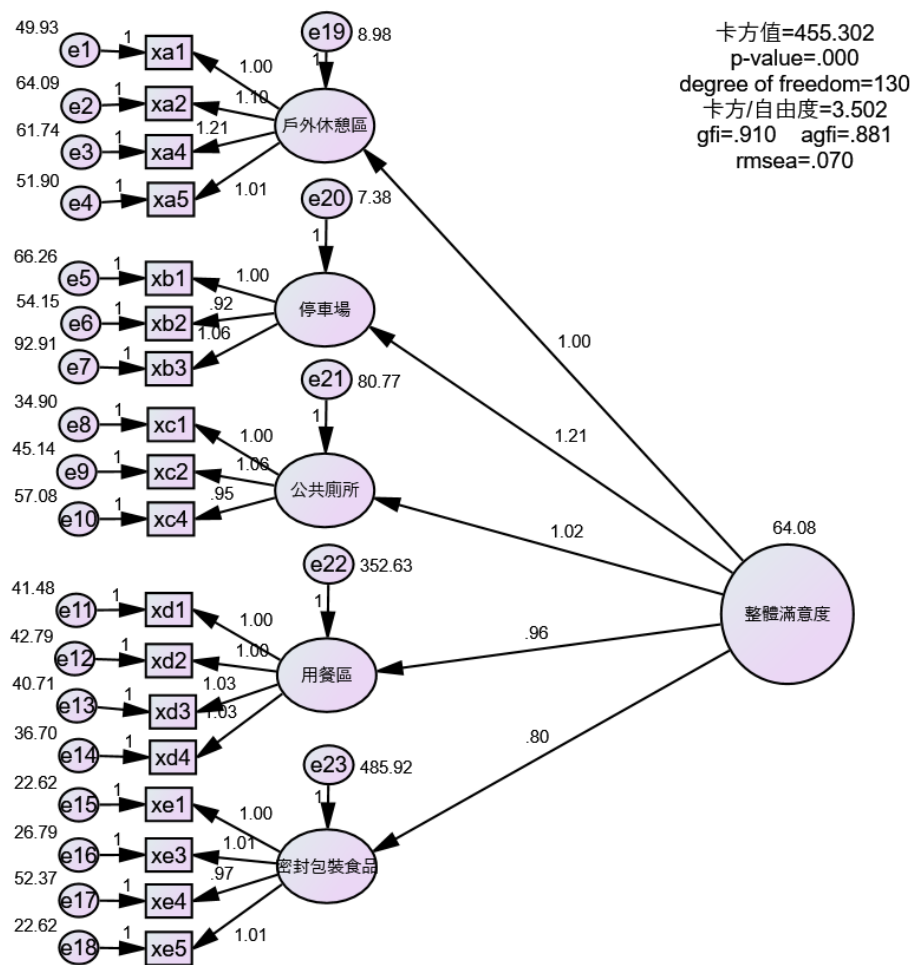 卡方值=455.302
p-value=.000
degree of freedom=130
卡方/自由度=3.502
gfi=.910 agfi=.881
rmsea=.070
e19
8.98
1
戶外休憩區
49.93
e1
1
xa1
1.00
64.09
e2
1
xa2
1.10
61.74
e3
1
xa4
1.21
51.90
e4
1
xa5
1.01
e20
7.38
1
停車場
66.26
e5
1
xb1
1.00
54.15
e6
1
xb2
.92
92.91
e7
1
xb3
1.06
e21
80.77
1
公共廁所
34.90
e8
1
xc1
1.00
45.14
e9
1
xc2
1.06
57.08
e10
1
xc4
.95
e22
352.63
1
用餐區
41.48
e11
1
xd1
1.00
42.79
e12
1
xd2
1.00
40.71
e13
1
xd3
1.03
36.70
e14
1
xd4
1.03
e23
485.92
1
密封包裝食品
22.62
e15
1
xe1
1.00
26.79
e16
1
xe3
1.01
52.37
e17
1
xe4
.97
22.62
e18
1
xe5
1.01
1.00
1.21
1.02
.96
.80
64.08
整體滿意度